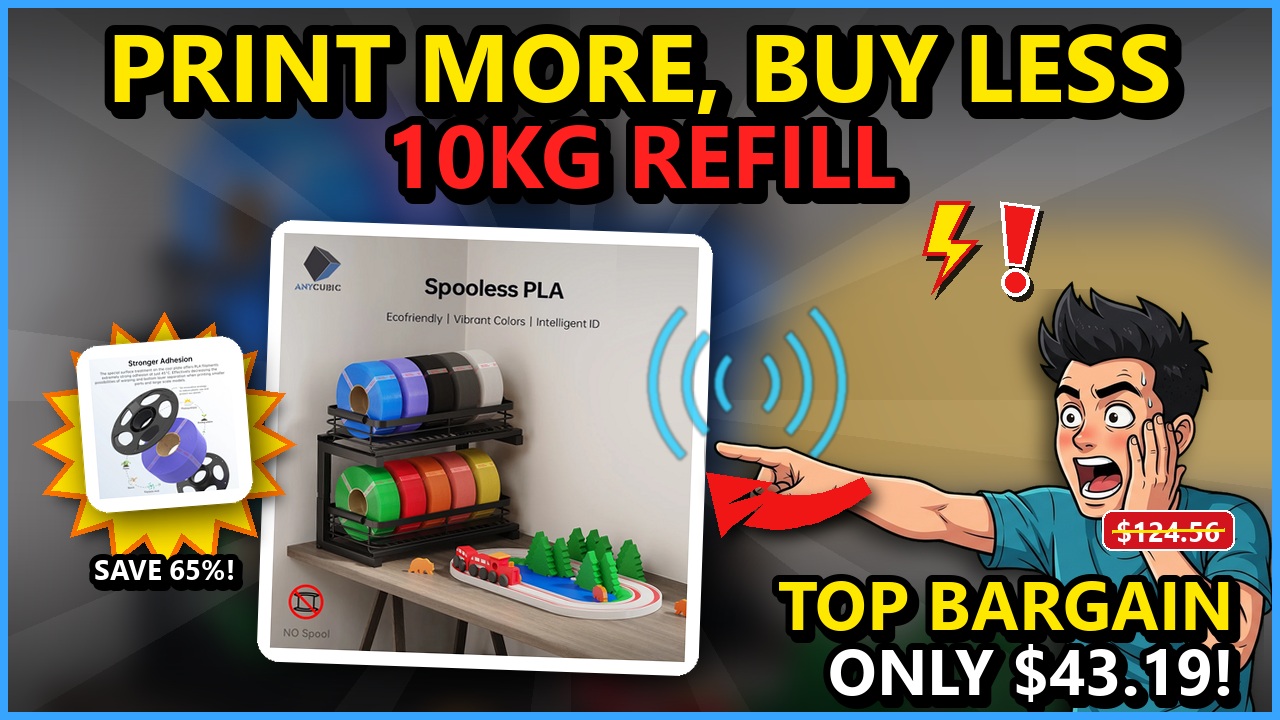 PRINT MORE, BUY LESS
10KG REFILL
ANYCUBIC
Spooless PLA
Ecofriendly | Vibrant Colors | Intelligent ID
NO Spool
Stronger Adhesion
SAVE 65%!
$124.56
TOP BARGAIN
ONLY $43.19!